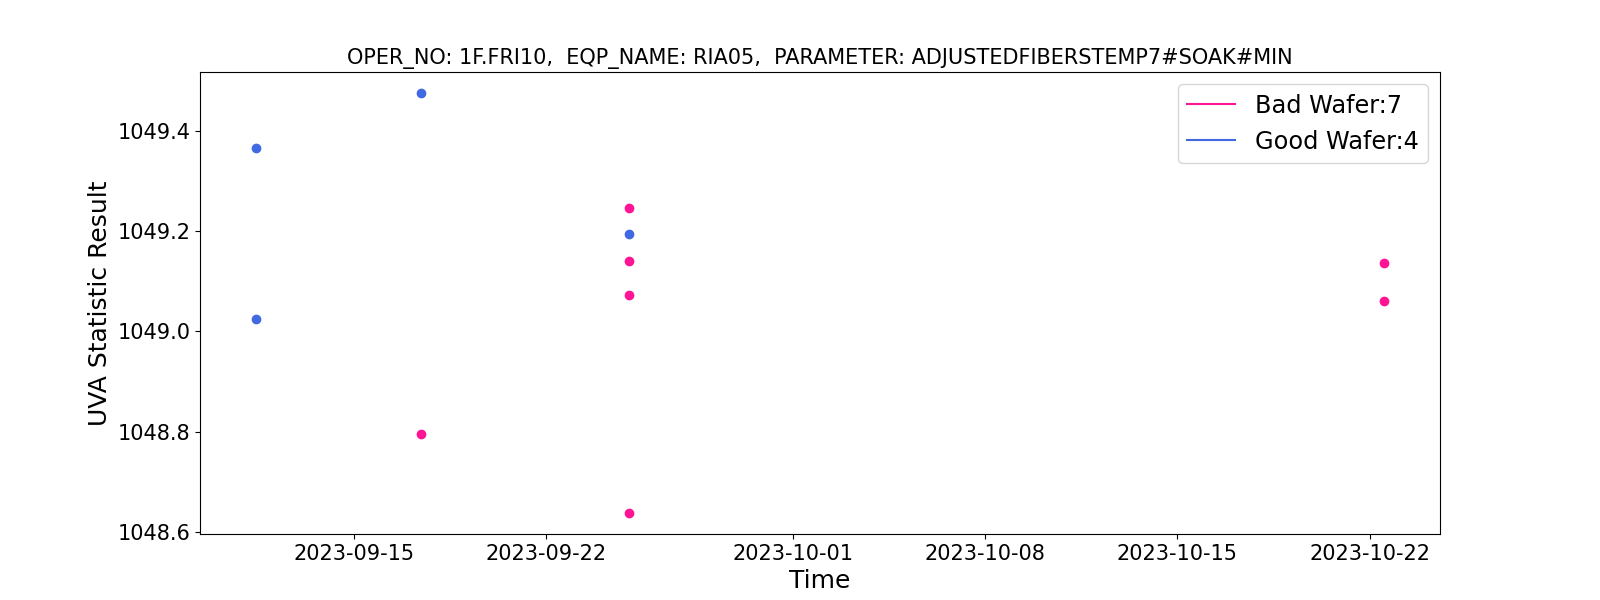 OPER_NO: 1F.FRI10,  EQP_NAME: RIA05,  PARAMETER: ADJUSTEDFIBERSTEMP7#SOAK#MIN
Bad Wafer:7
Good Wafer:4
UVA Statistic Result
1049.4
1049.2
1049.0
1048.8
1048.6
2023-09-15 2023-09-22 2023-10-01 2023-10-08 2023-10-15 2023-10-22
Time